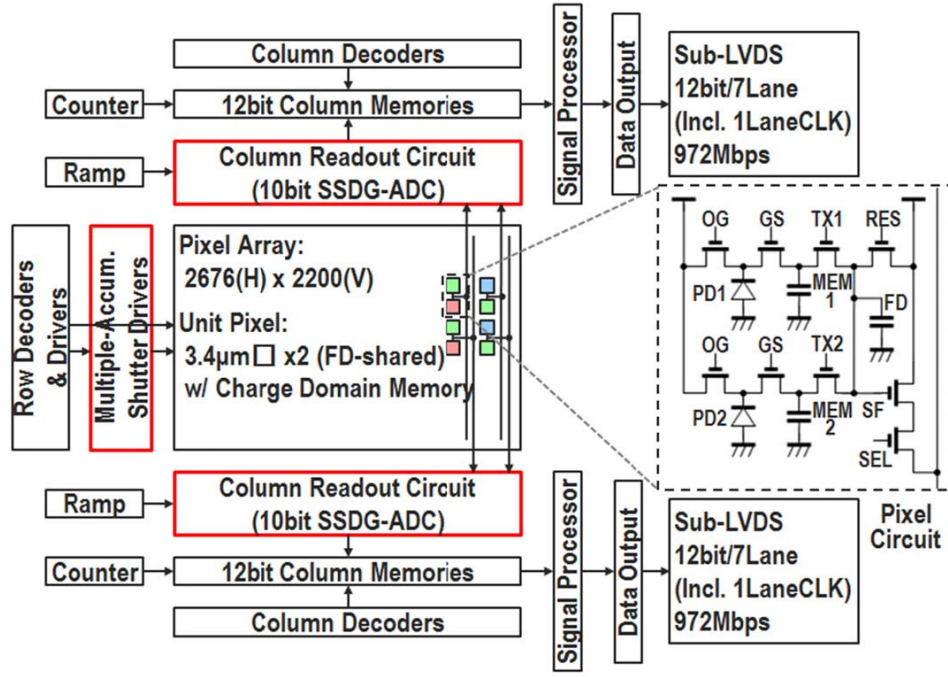 Column Decoders
Counter
12bit Column Memories
Ramp
Column Readout Circuit
(10bit SSDG-ADC)
Signal Processor
Data Output
Sub-LVDS
12bit/7Lane
(Incl. 1LaneCLK)
972Mbps
Row Decoders
& Drivers
Multiple-Accum.
Shutter Drivers
Pixel Array:
2676(H) x 2200(V)
Unit Pixel:
3.4µm□ x2 (FD-shared)
w/ Charge Domain Memory
OG
GS
TX1
RES
PD1
MEM
1
FD
OG
GS
TX2
PD2
MEM
2
SF
SEL
Pixel
Circuit
Ramp
Column Readout Circuit
(10bit SSDG-ADC)
Counter
12bit Column Memories
Column Decoders
Signal Processor
Data Output
Sub-LVDS
12bit/7Lane
(Incl. 1LaneCLK)
972Mbps